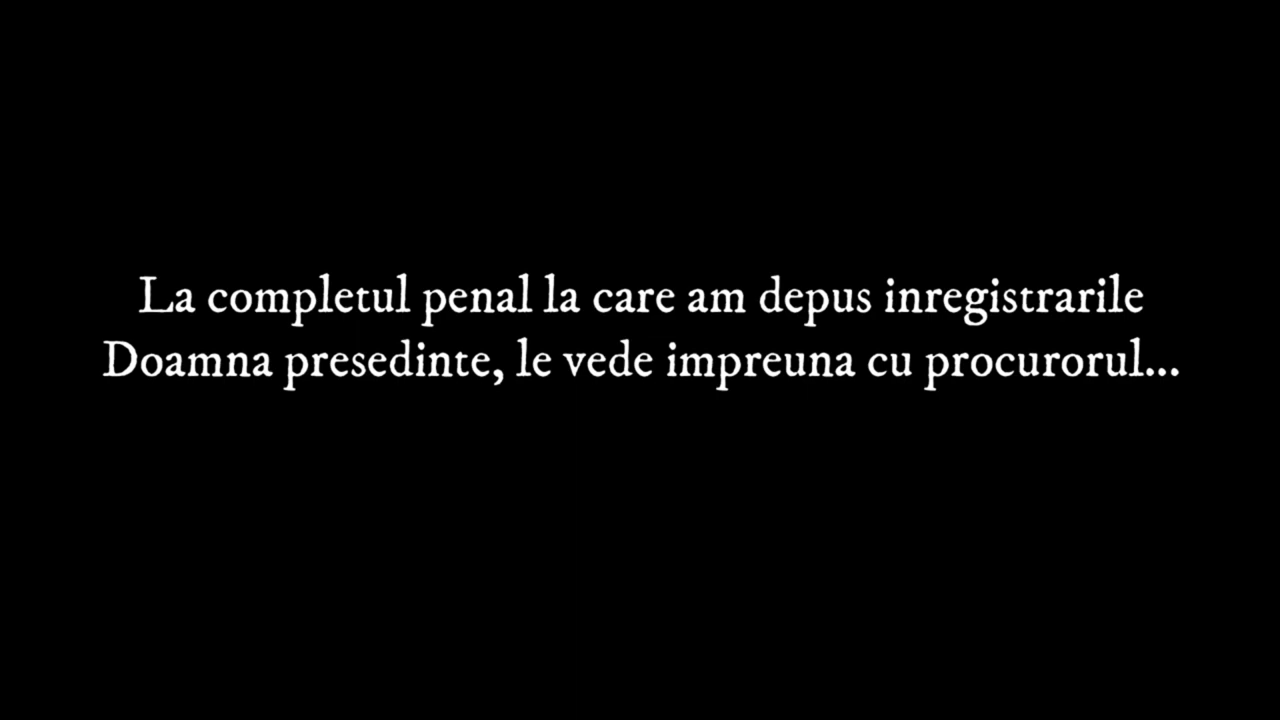 La completul penal la care am depus inregistrarile
Doamna presedinte, le vede impreuna cu procurorul...